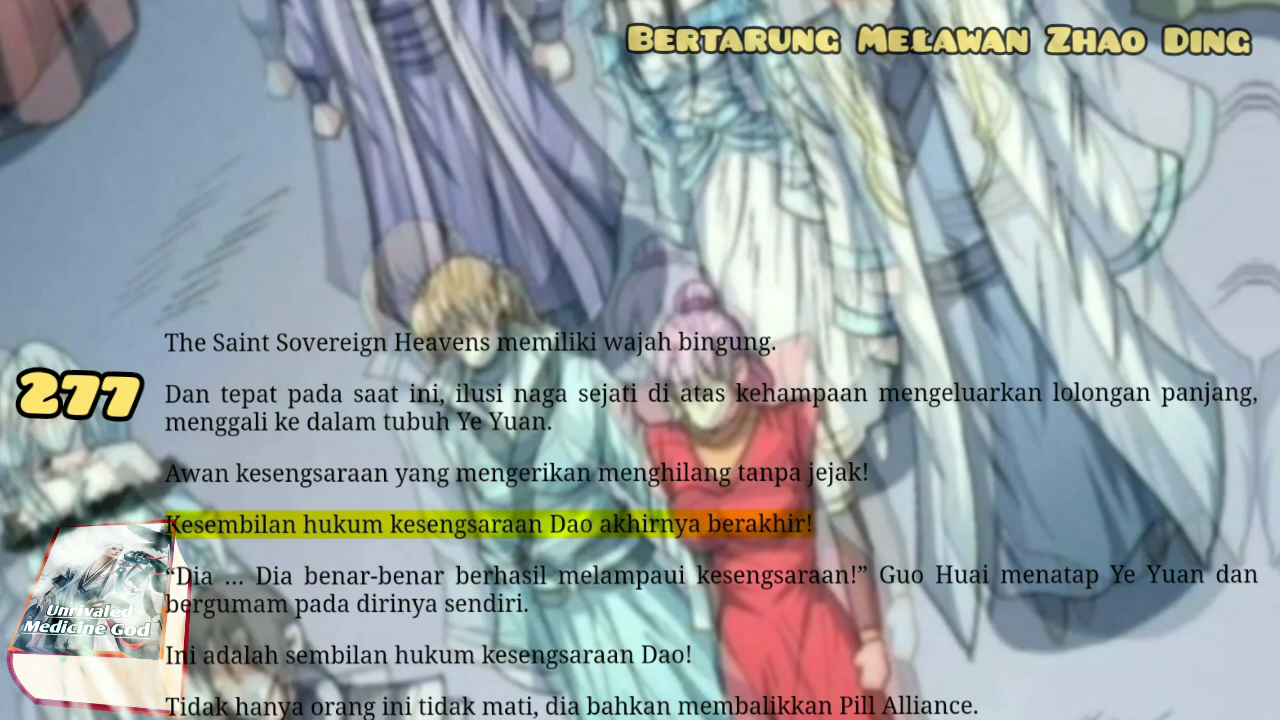 Bertarung Melawan Zhao Ding
The Saint Sovereign Heavens memiliki wajah bingung.
277
Dan tepat pada saat ini, ilusi naga sejati di atas kehampaan mengeluarkan lolongan panjang,
menggali ke dalam tubuh Ye Yuan.
Awan kesengsaraan yang mengerikan menghilang tanpa jejak!
Kesembilan hukum kesengsaraan Dao akhirnya berakhir!
“Dia ... Dia benar-benar berhasil melampaui kesengsaraan!” Guo Huai menatap Ye Yuan dan
bergumam pada dirinya sendiri.
Unrivaled
Medicine God
Ini adalah sembilan hukum kesengsaraan Dao!
Tidak hanya orang ini tidak mati, dia bahkan membalikkan Pill Alliance.